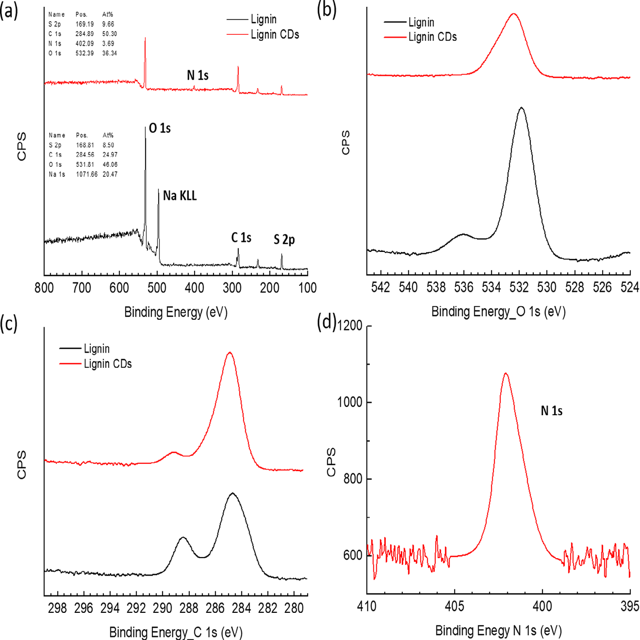 (a)
Name Pos. At%
S 2p 169.19 9.66
C 1s 284.89 50.30
N 1s 402.09 3.69
O 1s 532.39 36.34
Lignin
Lignin CDs
N 1s
Name Pos. At%
S 2p 168.81 8.50
C 1s 284.56 24.97
O 1s 531.81 46.06
Na 1s 1071.66 20.47
O 1s
Na KLL
C 1s
S 2p
CPS
800 700 600 500 400 300 200 100
Binding Energy (eV)
(b)
Lignin
Lignin CDs
CPS
542 540 538 536 534 532 530 528 526 524
Binding Energy_O 1s (eV)
(c)
Lignin
Lignin CDs
CPS
298 296 294 292 290 288 286 284 282 280
Binding Energy_C 1s (eV)
(d)
1200
1000
800
600
N 1s
CPS
410 405 400 395
Binding Energy N 1s (eV)